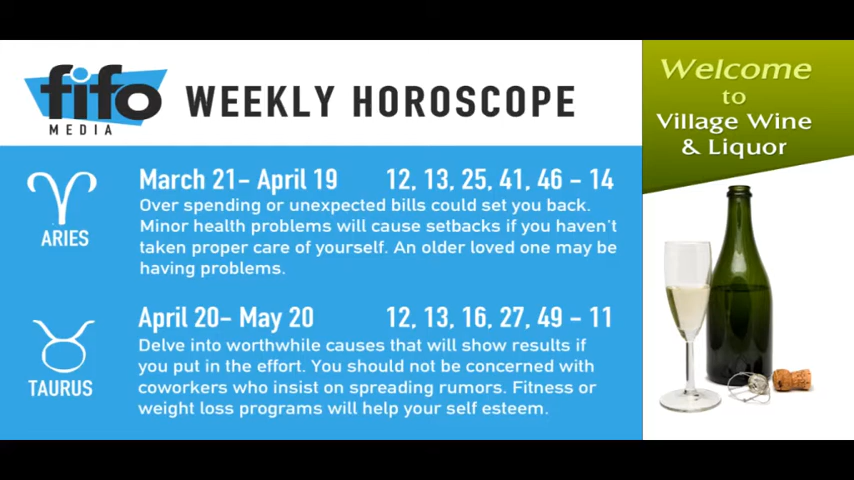 fifo
MEDIA
WEEKLY HOROSCOPE
ARIES
March 21– April 19 12, 13, 25, 41, 46 – 14
Over spending or unexpected bills could set you back.
Minor health problems will cause setbacks if you haven't
taken proper care of yourself. An older loved one may be
having problems.
TAURUS
April 20– May 20 12, 13, 16, 27, 49 – 11
Delve into worthwhile causes that will show results if
you put in the effort. You should not be concerned with
coworkers who insist on spreading rumors. Fitness or
weight loss programs will help your self esteem.
Welcome
to
Village Wine
& Liquor